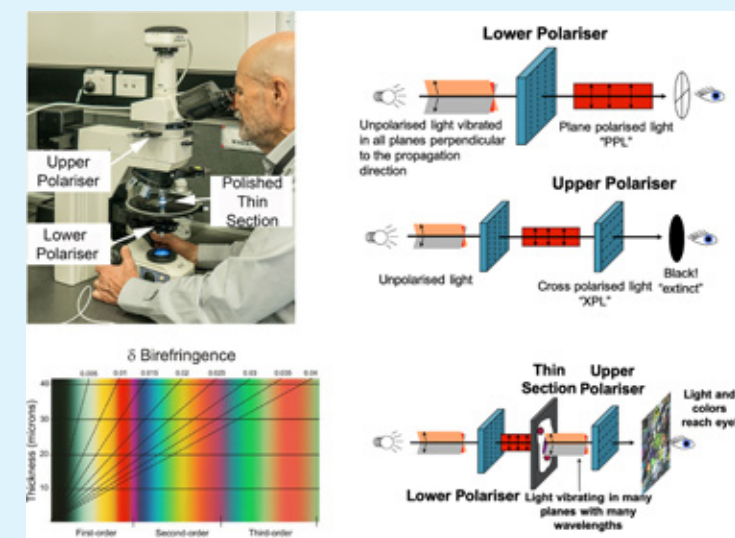 Upper
Polariser
Polished
Thin
Section
Lower
Polariser
Lower Polariser
Unpolarised light vibrated
in all planes perpendicular
to the propagation
direction
Plane polarised light
"PPL"
Upper Polariser
Unpolarised light
Cross polarised light
"XPL"
Black!
"extinct"
δ Birefringence
0.005 0.01 0.015 0.02 0.025 0.03 0.035 0.04
Thickness (microns)
40
30
20
10
First-order Second-order Third-order
Thin
Section
Upper
Polariser
Light and
colors
reach eye!
Lower Polariser
Light vibrating in many
planes with many
wavelengths